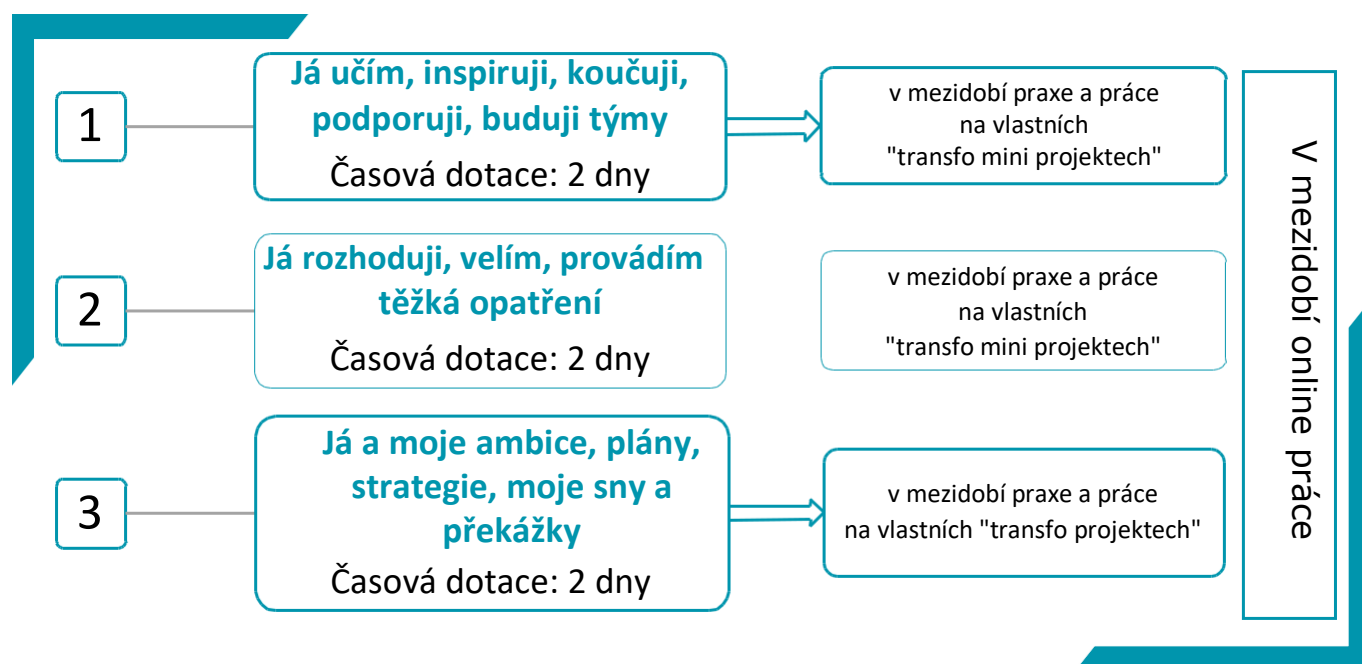 1
Já učím, inspiruji, koučuji,
podporuji, buduji týmy
Časová dotace: 2 dny
v mezidobí praxe a práce
na vlastních
"transfo mini projektech"
2
Já rozhoduji, velím, provádím
těžká opatření
Časová dotace: 2 dny
v mezidobí praxe a práce
na vlastních
"transfo mini projektech"
3
Já a moje ambice, plány,
strategie, moje sny a
překážky
Časová dotace: 2 dny
v mezidobí praxe a práce
na vlastních "transfo projektech"
V mezidobí online práce